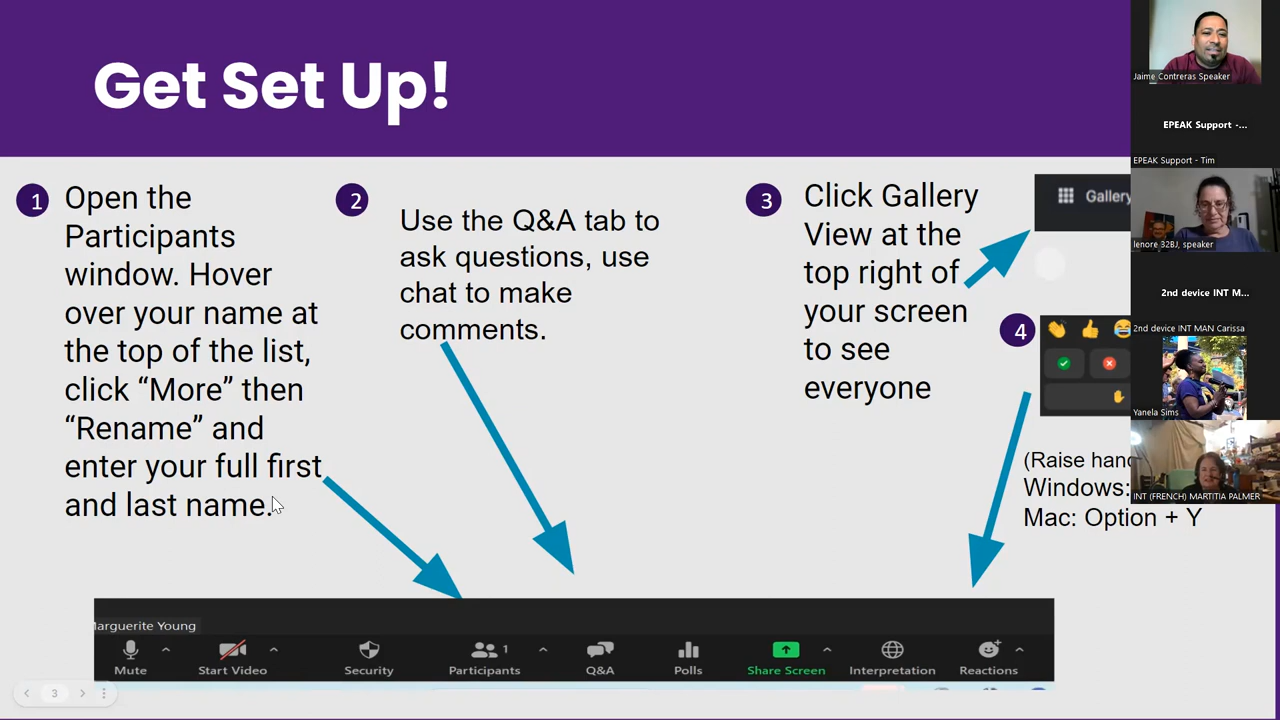 Get Set Up!
1
Open the
Participants
window. Hover
over your name at
the top of the list,
click “More” then
“Rename” and
enter your full first
and last name.
2
Use the Q&A tab to
ask questions, use
chat to make
comments.
3
Click Gallery
View at the
top right of
your screen
to see
everyone
Gallery
4
(Raise hand
Windows:
Mac: Option + Y
Marguerite Young
Mute
Start Video
Security
Participants
1
Q&A
Polls
Share Screen
Interpretation
Reactions
3
Jaime Contreras Speaker
EPEAK Support -...
EPEAK Support - Tim
lenore 32BJ, speaker
2nd device INT M...
2nd device INT MAN Carissa
Yanela Sims
INT (FRENCH) MARTITIA PALMER